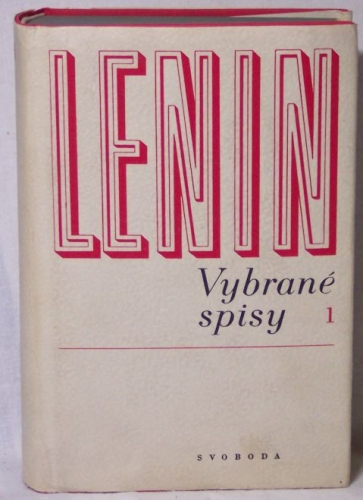 LENIN
Vybrané
spisy 1
SVOBODA